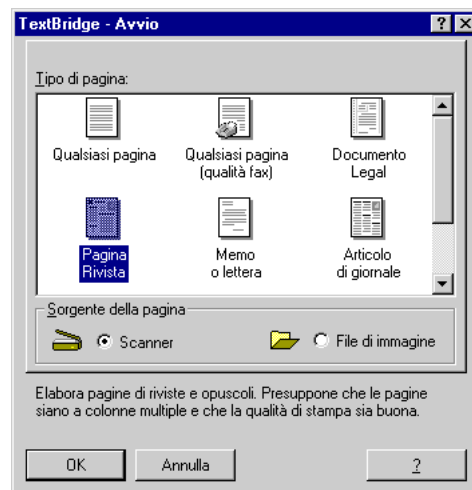 TextBridge - Avvio
? X
Tipo di pagina:
Qualsiasi pagina
Qualsiasi pagina
(qualità fax)
Documento
Legal
Pagina
Rivista
Memo
o lettera
Articolo
di giornale
Sorgente della pagina
Scanner
File di immagine
Elabora pagine di riviste e opuscoli. Presuppone che le pagine
siano a colonne multiple e che la qualità di stampa sia buona.
OK
Annulla
?